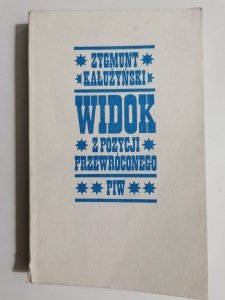 ZYGMUNT
KAŁUŻYŃSKI
WIDOK
Z POZYCJI
PRZEWRÓCONEGO
PIW